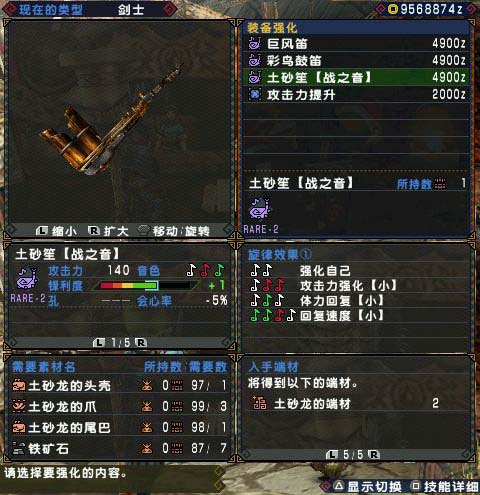 现在的类型 剑士
9568874z
装备强化
巨风笛 4900z
彩鸟鼓笛 4900z
土砂笙【战之音】 4900z
攻击力提升 2000z
土砂笙【战之音】 所持数 1
RARE-2
L 缩小 R 扩大 移动/旋转
土砂笙【战之音】
攻击力 140 音色
锋利度 +1
RARE-2
孔 --- 会心率 -5%
L 1/5 R
旋律效果①
强化自己
攻击力强化【小】
体力回复【小】
回复速度【小】
需要素材名 所持数 需要数
土砂龙的头壳 0 97/ 1
土砂龙的爪 0 99/ 3
土砂龙的尾巴 0 98/ 1
铁矿石 0 87/ 7
入手端材
将得到以下的端材。
土砂龙的端材 2
L 5/5 R
请选择要强化的内容。
△显示切换 □技能详细